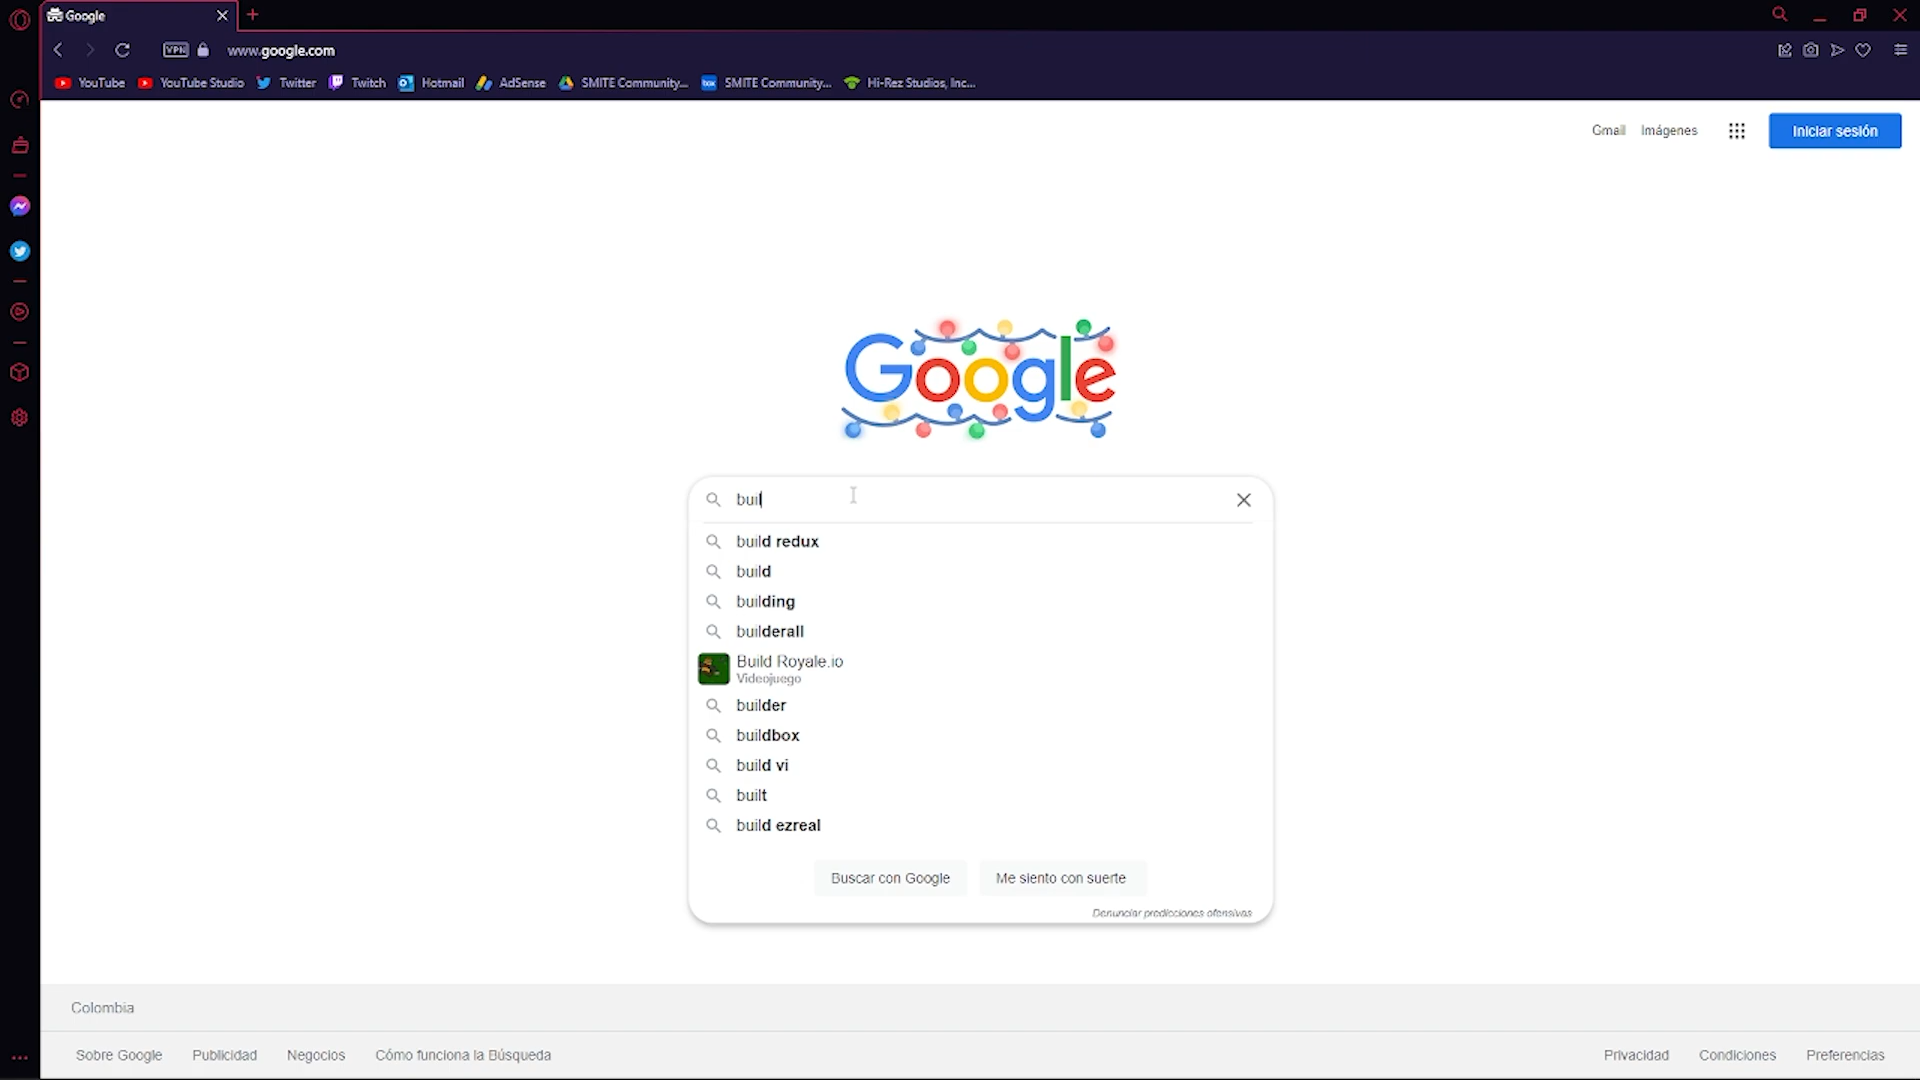 Google
VPN
www.google.com
YouTube
YouTube Studio
Twitter
Twitch
Hotmail
AdSense
SMITE Community...
box
SMITE Community...
Hi-Rez Studios, Inc...
Gmail
Imágenes
Iniciar sesión
Google
buil
build redux
build
building
builderall
Build Royale.io
Videojuego
builder
buildbox
build vi
built
build ezreal
Buscar con Google
Me siento con suerte
Denunciar predicciones ofensivas
Colombia
Sobre Google
Publicidad
Negocios
Cómo funciona la Búsqueda
Privacidad
Condiciones
Preferencias